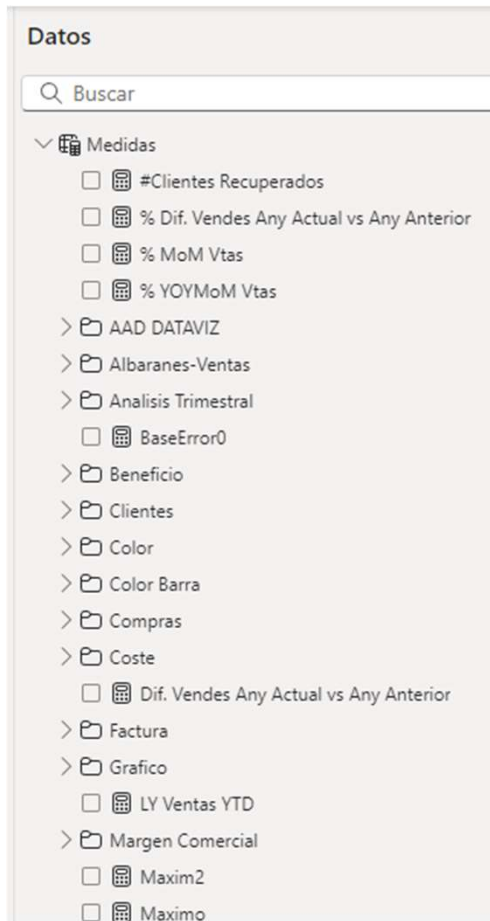 Datos
Buscar
Medidas
#Clientes Recuperados
% Dif. Vendes Any Actual vs Any Anterior
% MoM Vtas
% YOYMoM Vtas
AAD DATAVIZ
Albaranes-Ventas
Analisis Trimestral
BaseError0
Beneficio
Clientes
Color
Color Barra
Compras
Coste
Dif. Vendes Any Actual vs Any Anterior
Factura
Grafico
LY Ventas YTD
Margen Comercial
Maxim2
Maximo